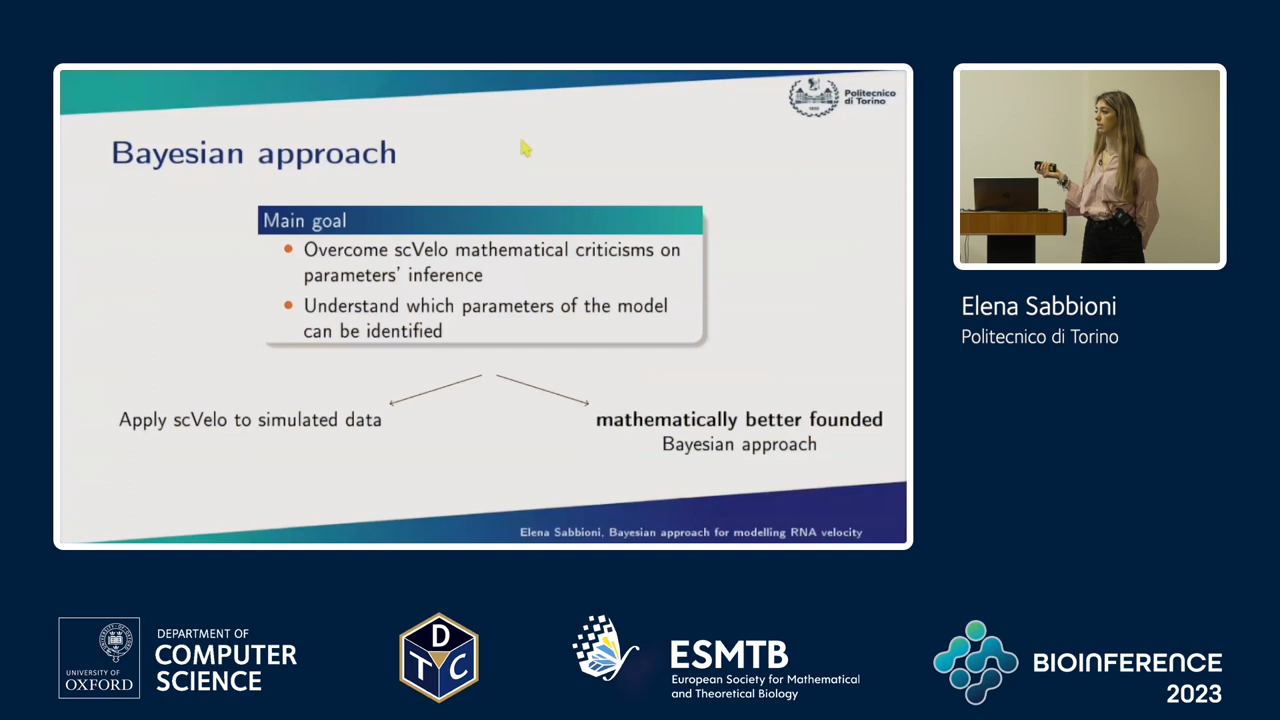 Politecnico
di Torino
Bayesian approach
Main goal
Overcome scVelo mathematical criticisms on
parameters' inference
Understand which parameters of the model
can be identified
Apply scVelo to simulated data
mathematically better founded
Bayesian approach
Elena Sabbioni, Bayesian approach for modelling RNA velocity
Elena Sabbioni
Politecnico di Torino
UNIVERSITY OF
OXFORD
DEPARTMENT OF
COMPUTER
SCIENCE
D
T C
ESMTB
European Society for Mathematical
and Theoretical Biology
BIOINFERENCE
2023